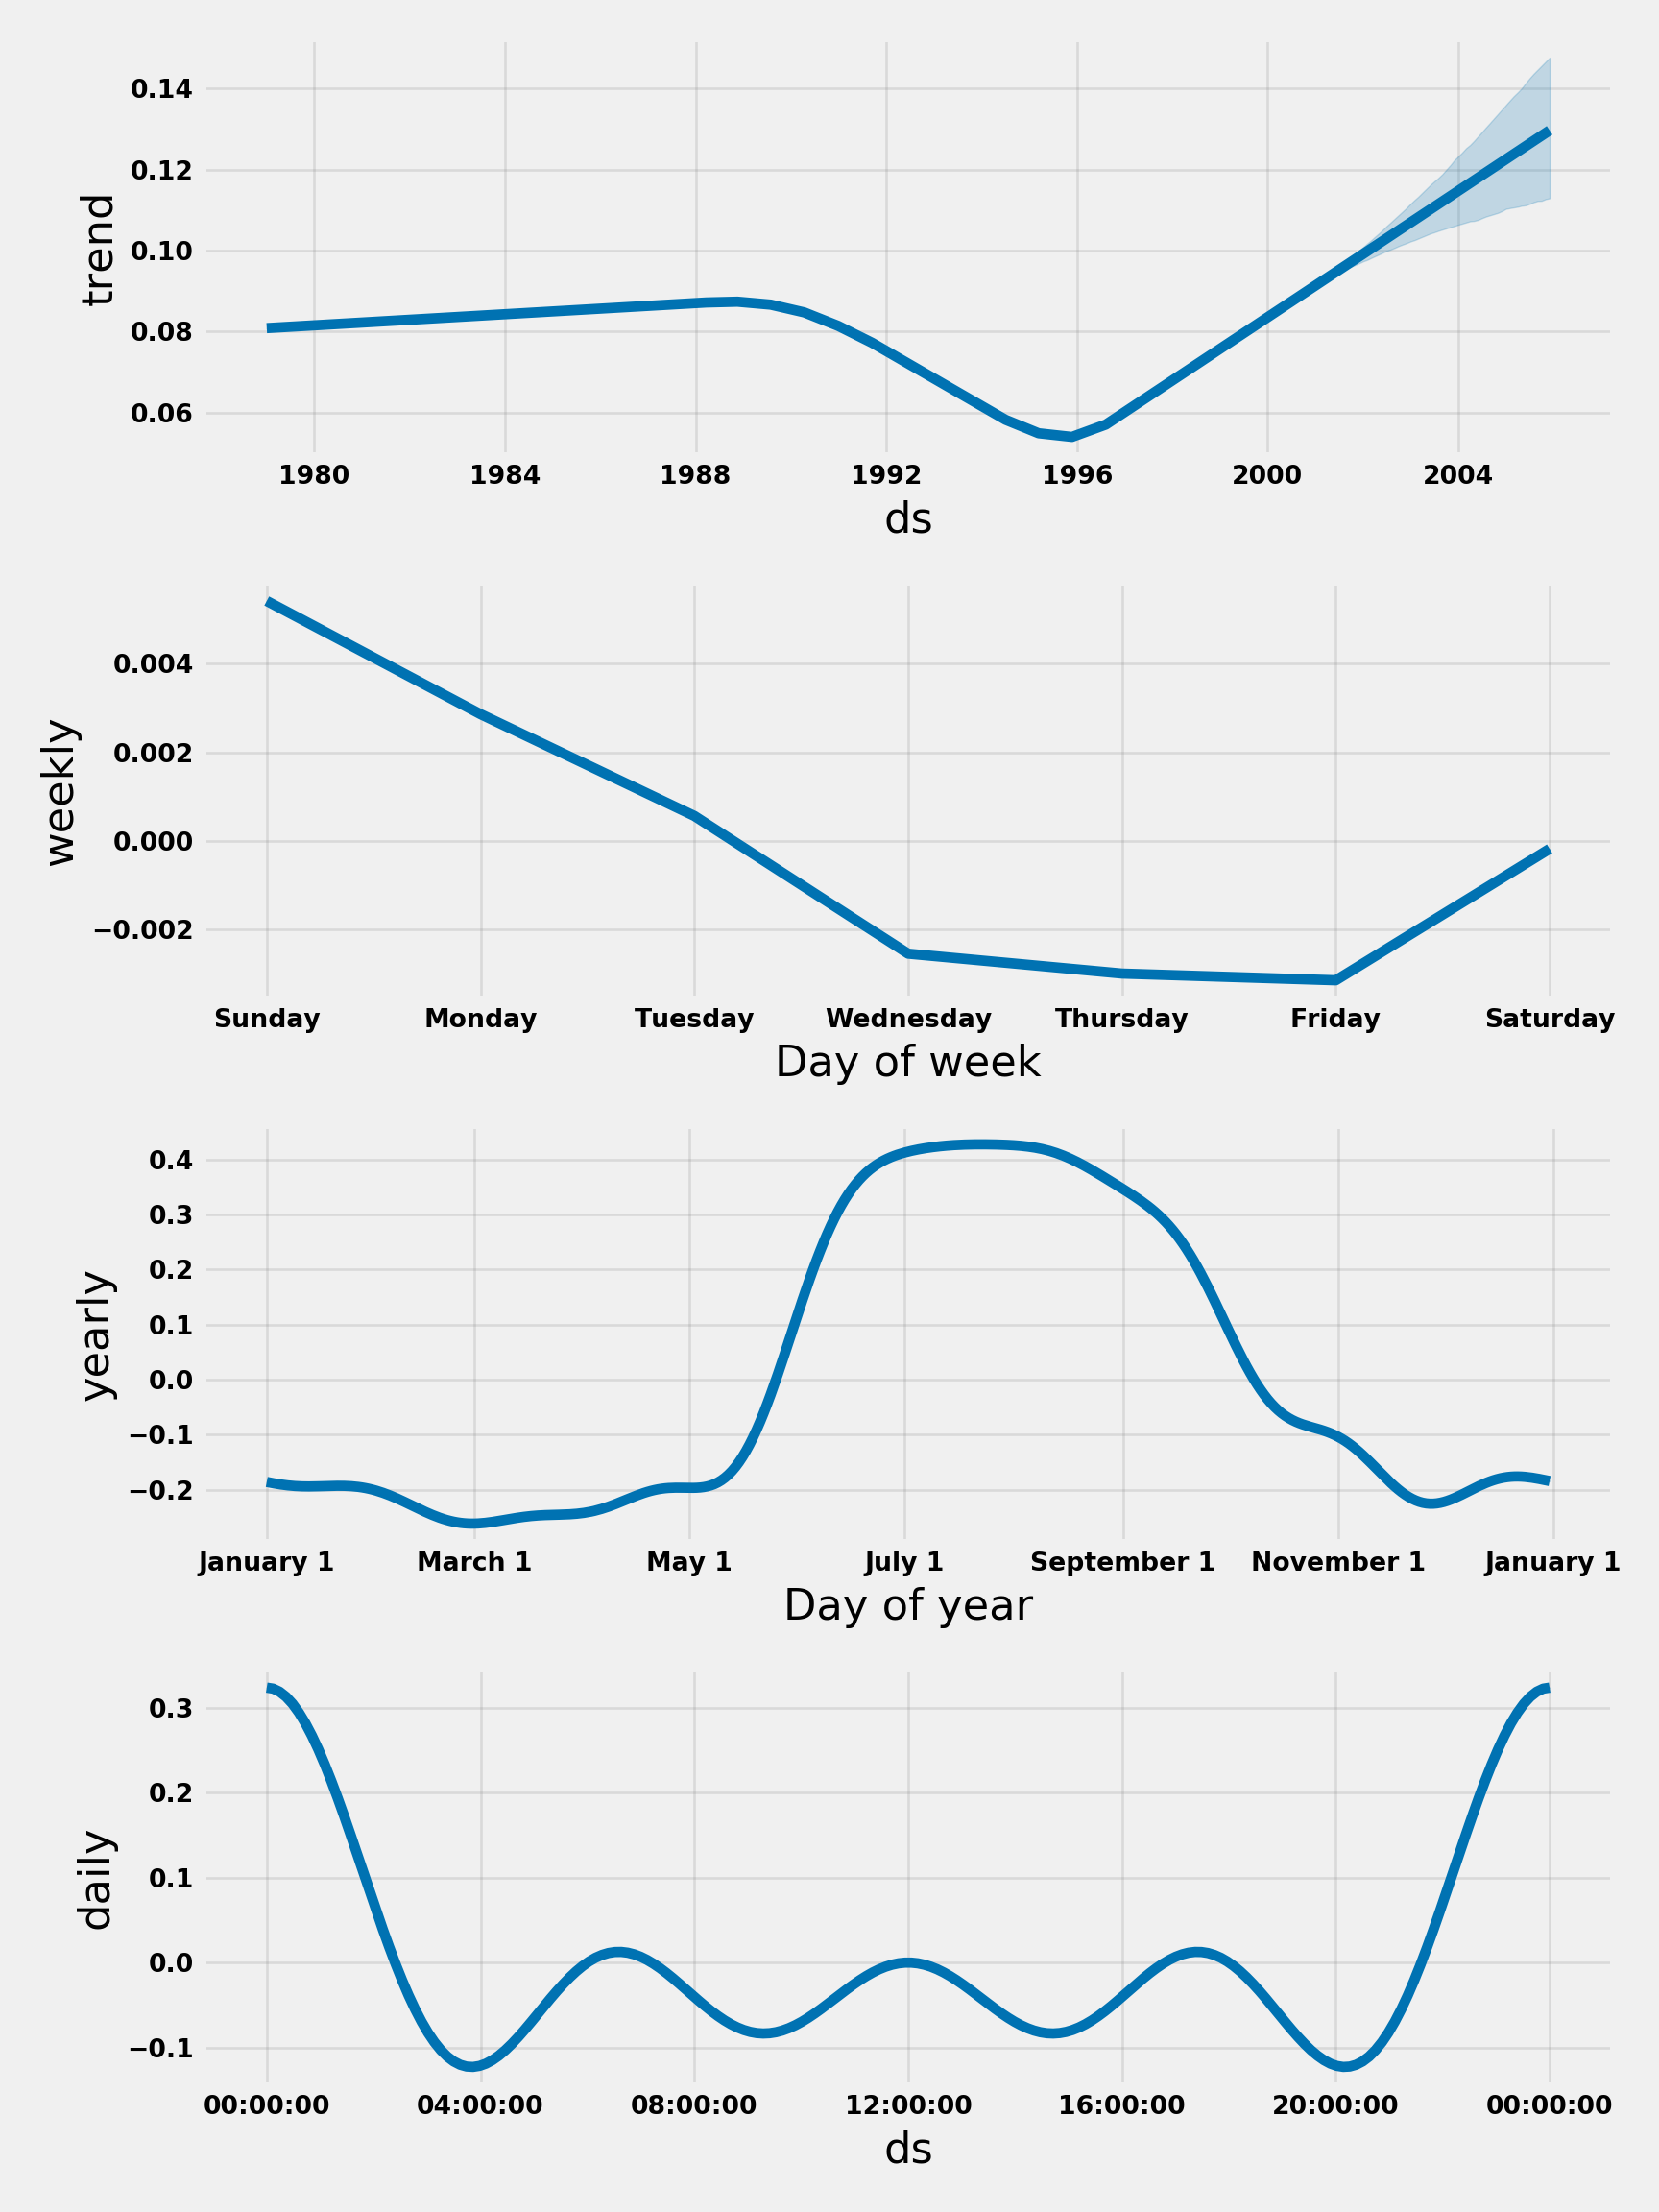 0.14
0.12
0.10
0.08
0.06
trend
1980 1984 1988 1992 1996 2000 2004
ds
0.004
0.002
0.000
−0.002
weekly
Sunday Monday Tuesday Wednesday Thursday Friday Saturday
Day of week
0.4
0.3
0.2
0.1
0.0
−0.1
−0.2
yearly
January 1 March 1 May 1 July 1 September 1 November 1 January 1
Day of year
0.3
0.2
0.1
0.0
−0.1
daily
00:00:00 04:00:00 08:00:00 12:00:00 16:00:00 20:00:00 00:00:00
ds